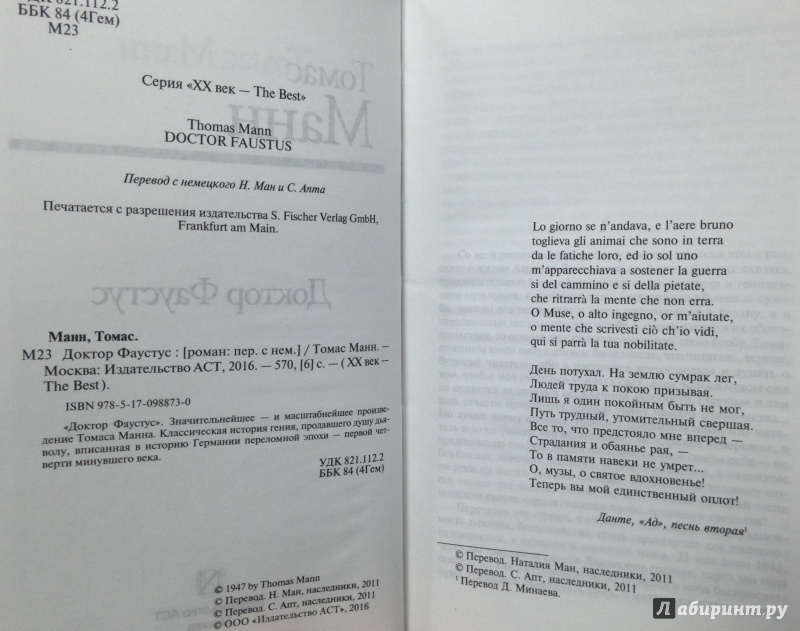 УДК 821.112.2
ББК 84 (4Гем)
М23
Серия «XX век — The Best»
Thomas Mann
DOCTOR FAUSTUS
Перевод с немецкого Н. Ман и С. Апта
Печатается с разрешения издательства S. Fischer Verlag GmbH,
Frankfurt am Main.
Манн, Томас.
М23 Доктор Фаустус : [роман: пер. с нем.] / Томас Манн. –
Москва: Издательство АСТ, 2016. — 570, [6] с. — ( XX век —
The Best).
ISBN 978-5-17-098873-0
«Доктор Фаустус». Значительнейшее — и масштабнейшее произве-
дение Томаса Манна. Классическая история гения, продавшего душу дья-
волу, вписанная в историю Германии переломной эпохи — первой чет-
верти минувшего века.
УДК 821.112.2
ББК 84 (4Гем)
© 1947 by Thomas Mann
© Перевод. Н. Ман, наследники, 2011
© Перевод. С. Апт, наследники, 2011
© ООО «Издательство АСТ», 2016
Lo giorno se n’andava, e l’aere bruno
toglieva gli animai che sono in terra
da le fatiche loro, ed io sol uno
m’apparecchiava a sostener la guerra
sì del cammino e sì della pietate,
che ritrarrà la mente che non erra.
O Muse, o alto ingegno, or m’aiutate,
o mente che scrivesti ciò ch’io vidi,
qui si parrà la tua nobilitate.
День потухал. На землю сумрак лег,
Людей труда к покою призывая.
Лишь я один покойным быть не мог,
Путь трудный, утомительный свершая.
Все то, что предстояло мне вперед —
Страдания и обаянье рая, —
То в памяти навеки не умрет...
О, музы, о святое вдохновенье!
Теперь вы мой единственный оплот!
Данте, «Ад», песнь вторая¹
© Перевод. Наталия Ман, наследники, 2011
© Перевод. С. Апт, наследники, 2011
¹ Перевод Д. Минаева.
Лабиринт.ру